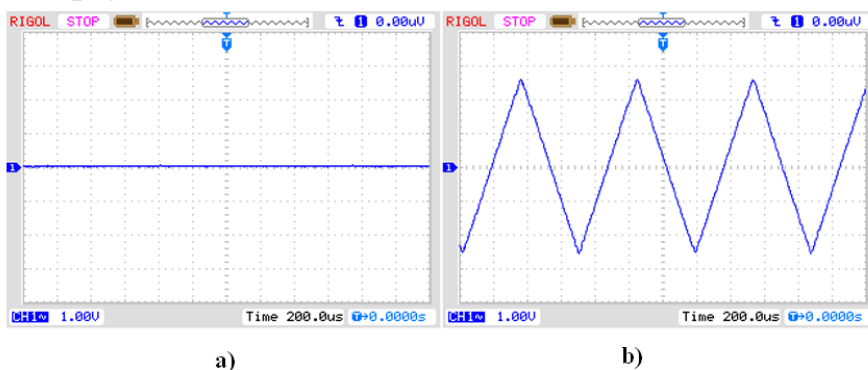 RIGOL STOP T 1 0.00uV
T
1
CH1~ 1.00V Time 200.0us T→0.0000s
a)
RIGOL STOP T 1 0.00uV
T
1
CH1~ 1.00V Time 200.0us T→0.0000s
b)